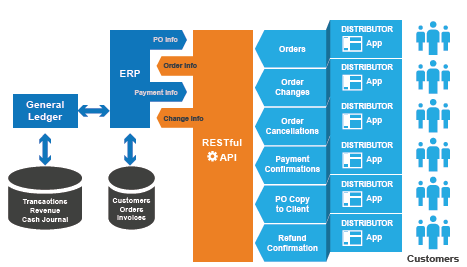 PO Info
Order Info
ERP
Payment Info
Change Info
General
Ledger
Transactions
Revenue
Cash Journal
Customers
Orders
Invoices
RESTful
API
Orders
Order
Changes
Order
Cancellations
Payment
Confirmations
PO Copy
to Client
Refund
Confirmation
DISTRIBUTOR
App
DISTRIBUTOR
App
DISTRIBUTOR
App
DISTRIBUTOR
App
DISTRIBUTOR
App
DISTRIBUTOR
App
Customers